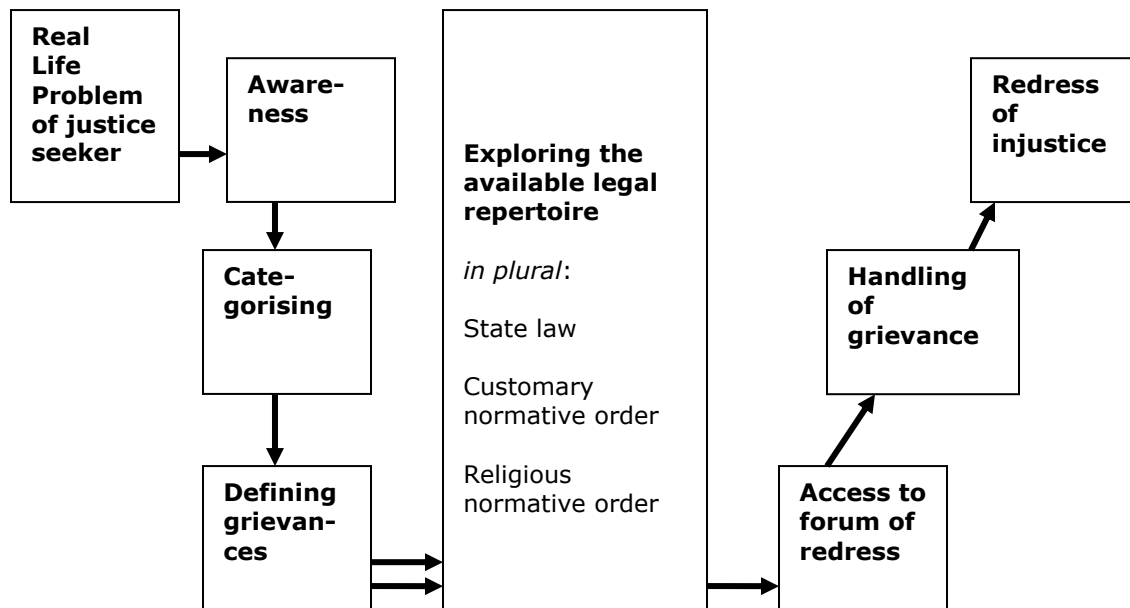 Real
Life
Problem
of justice
seeker
Aware-
ness
Cate-
gorising
Defining
grievan-
ces
Exploring the
available legal
repertoire
in plural:
State law
Customary
normative order
Religious
normative order
Access to
forum of
redress
Handling
of
grievance
Redress
of
injustice